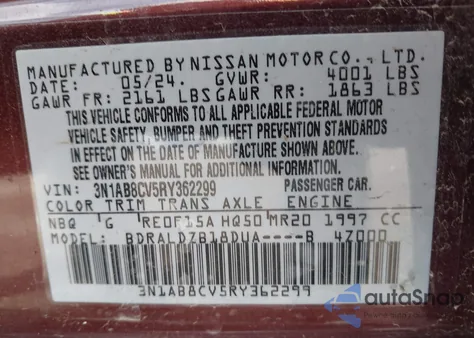 MANUFACTURED BY NISSAN MOTOR CO., LTD.
DATE: 05/24. GVWR: 4001 LBS
GAWR FR: 2161 LBS GAWR RR: 1863 LBS
THIS VEHICLE CONFORMS TO ALL APPLICABLE FEDERAL MOTOR
VEHICLE SAFETY, BUMPER AND THEFT PREVENTION STANDARDS
IN EFFECT ON THE DATE OF MANUFACTURE SHOWN ABOVE.
SEE OWNER'S MANUAL FOR ADDITIONAL INFORMATION.
VIN: 3N1AB8CV5RY362299 PASSENGER CAR.
COLOR TRIM TRANS AXLE ENGINE
NBQ G RE0F15A HQ50 MR20 1997 CC
MODEL: BDRALDZB18DUA----B 4Z000
3N1AB8CV5RY362299
autaSnap